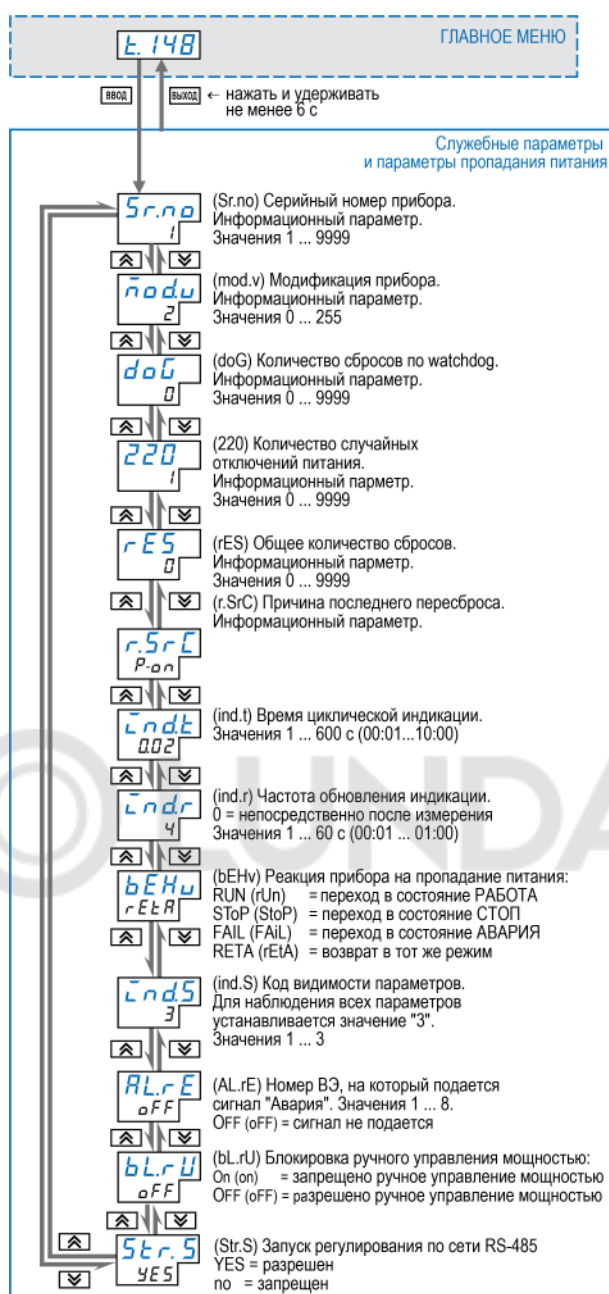 ГЛАВНОЕ МЕНЮ
t.148
ВВОД
ВЫХОД
← нажать и удерживать
не менее 6 с
Служебные параметры
и параметры пропадания питания
Sr.no
1
(Sr.no) Серийный номер прибора.
Информационный параметр.
Значения 1 ... 9999
mod.v
2
(mod.v) Модификация прибора.
Информационный параметр.
Значения 0 ... 255
doG
0
(doG) Количество сбросов по watchdog.
Информационный параметр.
Значения 0 ... 9999
220
1
(220) Количество случайных
отключений питания.
Информационный парметр.
Значения 0 ... 9999
rES
0
(rES) Общее количество сбросов.
Информационный парметр.
Значения 0 ... 9999
r.SrC
P-on
(r.SrC) Причина последнего пересброса.
Информационный параметр.
ind.t
0.02
(ind.t) Время циклической индикации.
Значения 1 ... 600 с (00:01...10:00)
ind.r
4
(ind.r) Частота обновления индикации.
0 = непосредственно после измерения
Значения 1 ... 60 с (00:01 ... 01:00)
bEHv
rEtA
(bEHv) Реакция прибора на пропадание питания:
RUN (rUn) = переход в состояние РАБОТА
SToP (StoP) = переход в состояние СТОП
FAIL (FAiL) = переход в состояние АВАРИЯ
RETA (rEtA) = возврат в тот же режим
ind.S
3
(ind.S) Код видимости параметров.
Для наблюдения всех параметров
устанавливается значение "3".
Значения 1 ... 3
AL.rE
oFF
(AL.rE) Номер ВЭ, на который подается
сигнал "Авария". Значения 1 ... 8.
OFF (oFF) = сигнал не подается
bL.rU
oFF
(bL.rU) Блокировка ручного управления мощностью:
On (on) = запрещено ручное управление мощностью
OFF (oFF) = разрешено ручное управление мощностью
Str.S
YES
(Str.S) Запуск регулирования по сети RS-485
YES = разрешен
no = запрещен